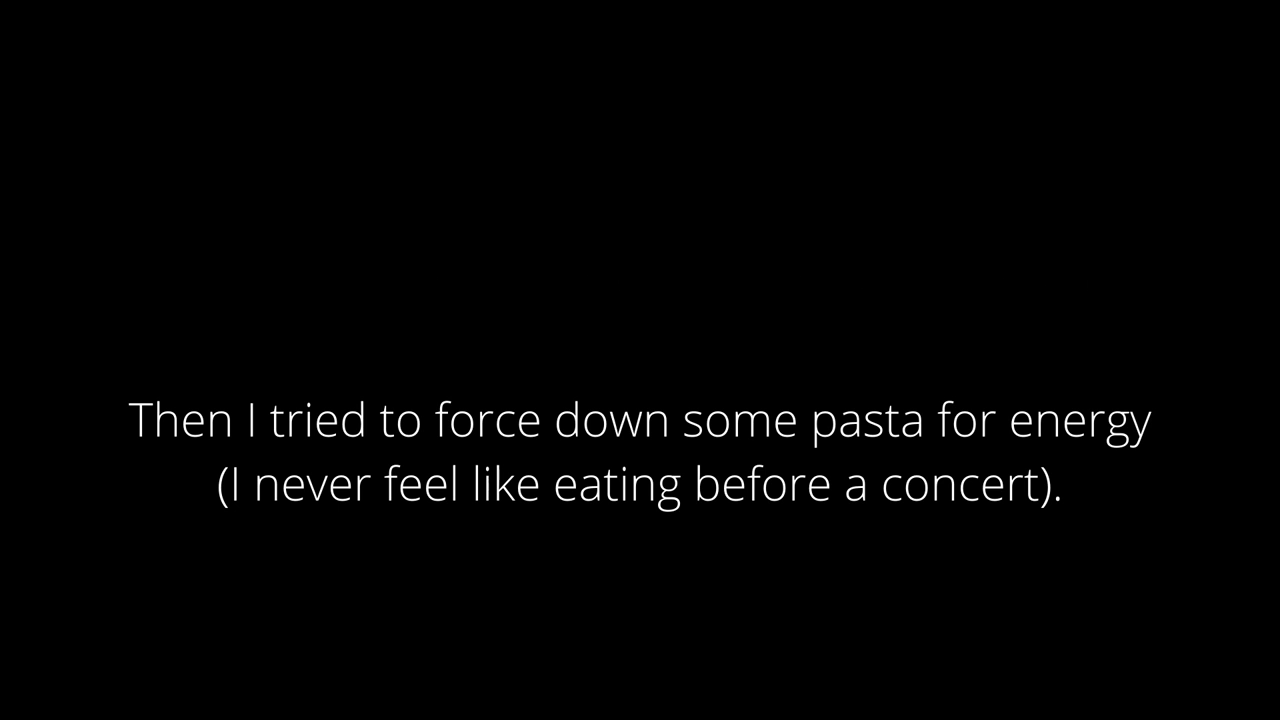 Then I tried to force down some pasta for energy
(I never feel like eating before a concert).